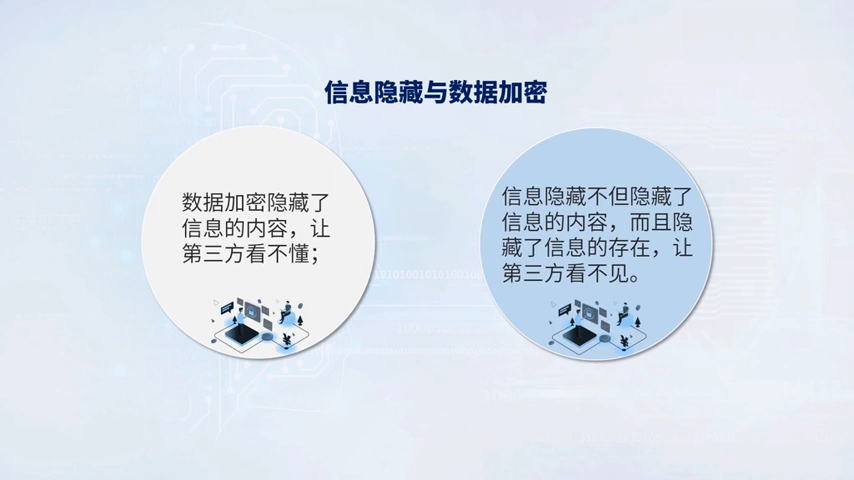 信息隐藏与数据加密
数据加密隐藏了
信息的内容，让
第三方看不懂；
信息隐藏不但隐藏了
信息的内容，而且隐
藏了信息的存在，让
第三方看不见。